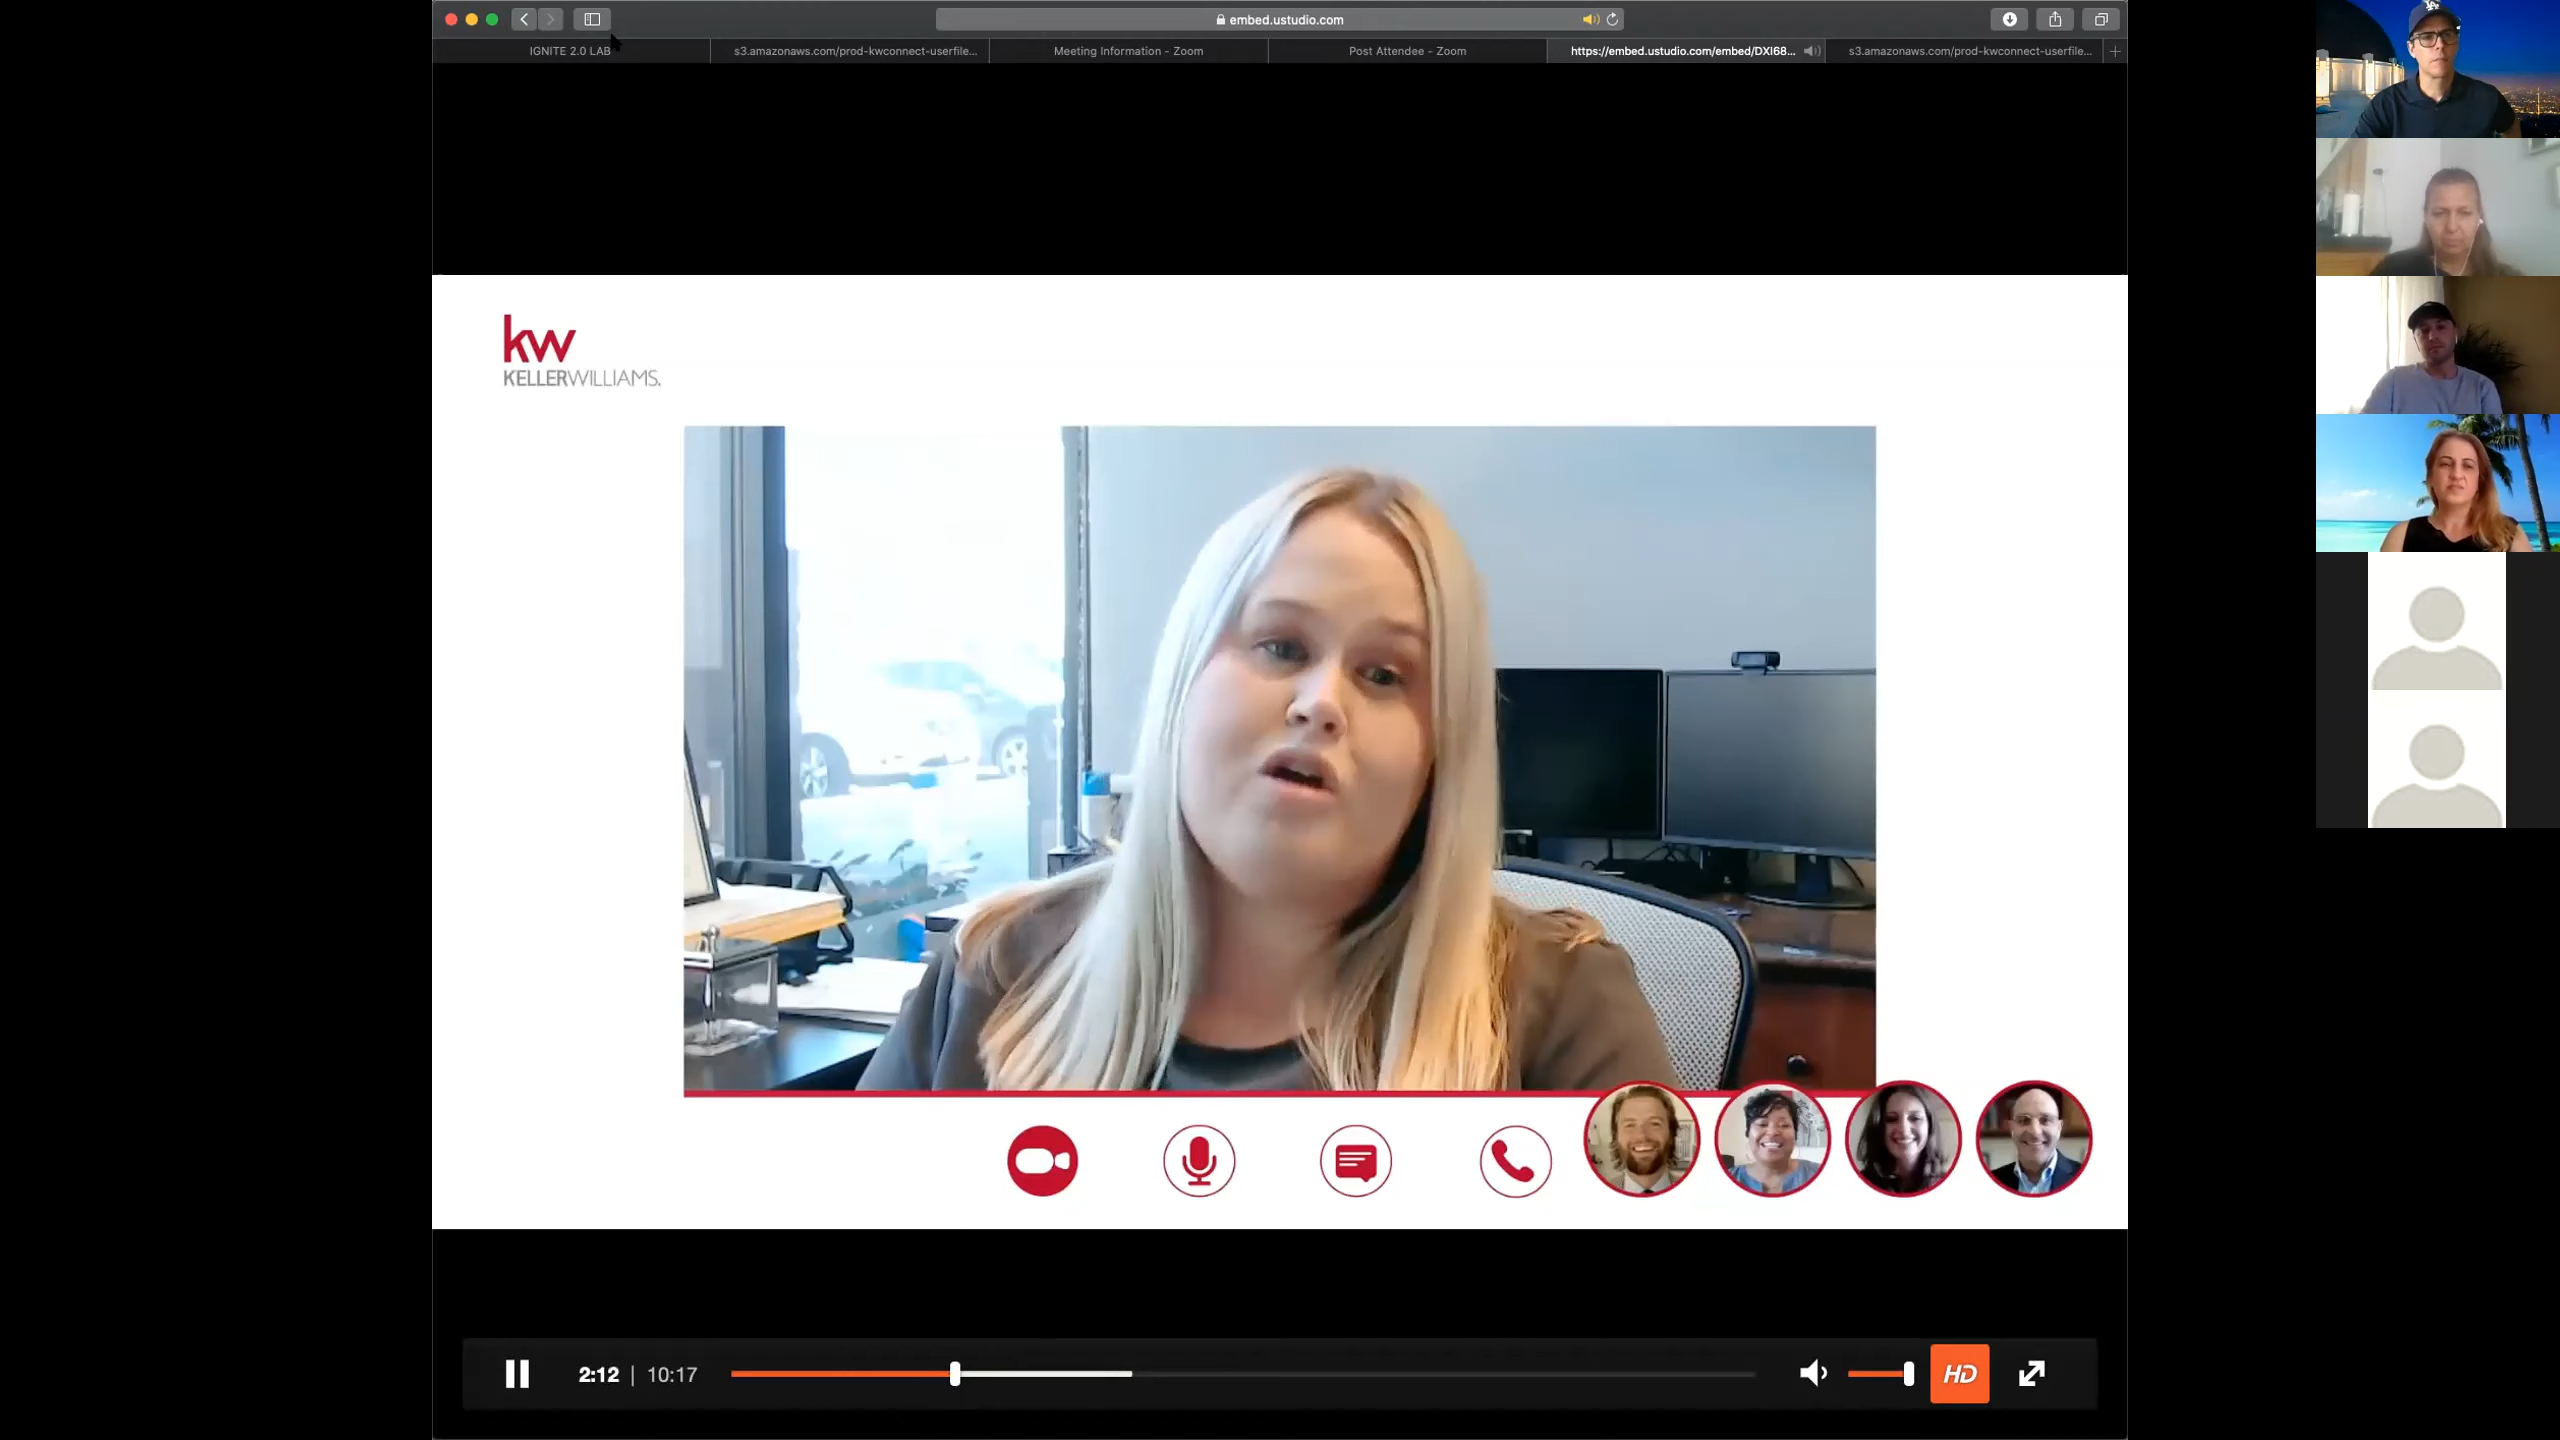 embed.ustudio.com
IGNITE 2.0 LAB
s3.amazonaws.com/prod-kwconnect-userfile...
Meeting Information - Zoom
Post Attendee - Zoom
https://embed.ustudio.com/embed/DXI68...
s3.amazonaws.com/prod-kwconnect-userfile...
LA
kw
KELLERWILLIAMS.
2:12 | 10:17
HD